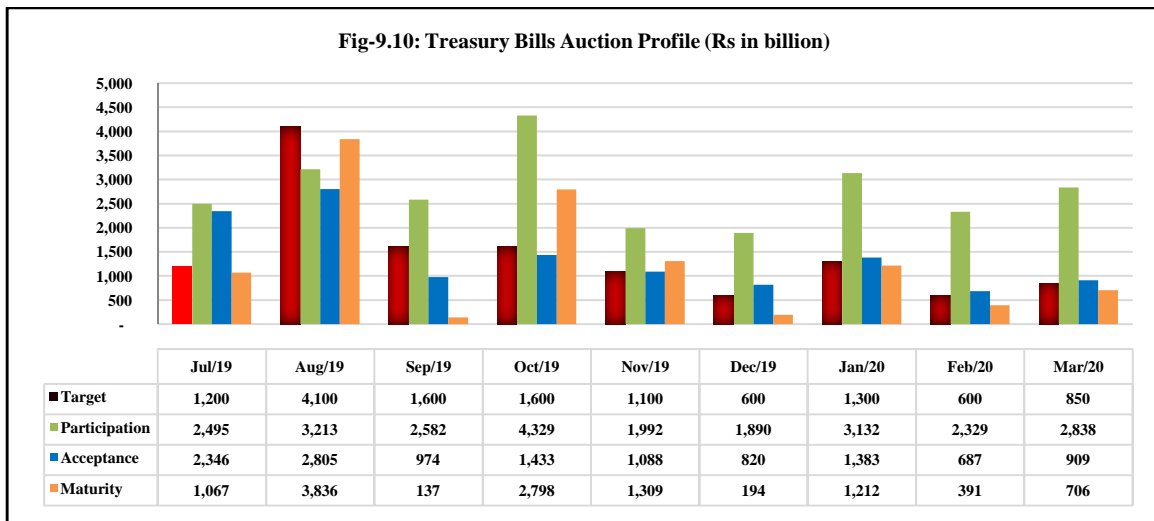 Fig-9.10: Treasury Bills Auction Profile (Rs in billion)
5,000
4,500
4,000
3,500
3,000
2,500
2,000
1,500
1,000
500
-
Jul/19 Aug/19 Sep/19 Oct/19 Nov/19 Dec/19 Jan/20 Feb/20 Mar/20
Target 1,200 4,100 1,600 1,600 1,100 600 1,300 600 850
Participation 2,495 3,213 2,582 4,329 1,992 1,890 3,132 2,329 2,838
Acceptance 2,346 2,805 974 1,433 1,088 820 1,383 687 909
Maturity 1,067 3,836 137 2,798 1,309 194 1,212 391 706